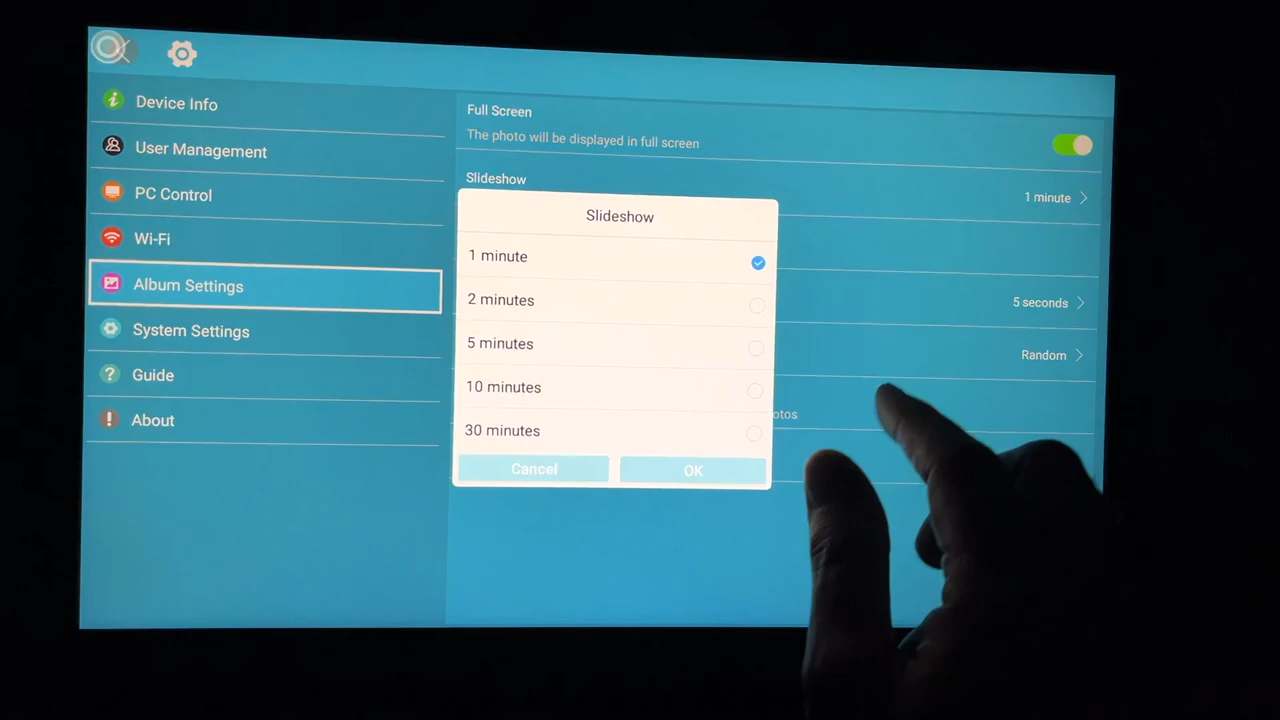 Device Info
User Management
PC Control
Wi-Fi
Album Settings
System Settings
Guide
About
Full Screen
The photo will be displayed in full screen
Slideshow
1 minute
5 seconds
Random
otos
Slideshow
1 minute
2 minutes
5 minutes
10 minutes
30 minutes
Cancel
OK